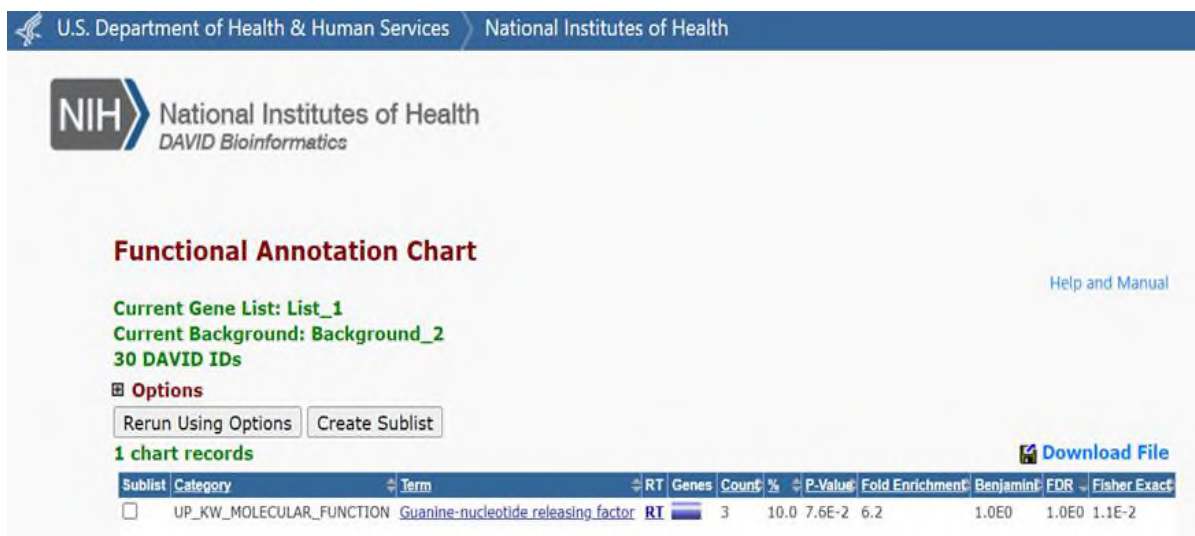 U.S. Department of Health & Human Services National Institutes of Health
NIH National Institutes of Health
DAVID Bioinformatics
Functional Annotation Chart
Help and Manual
Current Gene List: List_1
Current Background: Background_2
30 DAVID IDs
Options
Rerun Using Options Create Sublist
1 chart records Download File
Sublist Category Term RT Genes Count % P-Value Fold Enrichment Benjamini FDR Fisher Exact
UP_KW_MOLECULAR_FUNCTION Guanine-nucleotide releasing factor RT 3 10.0 7.6E-2 6.2 1.0E0 1.0E0 1.1E-2